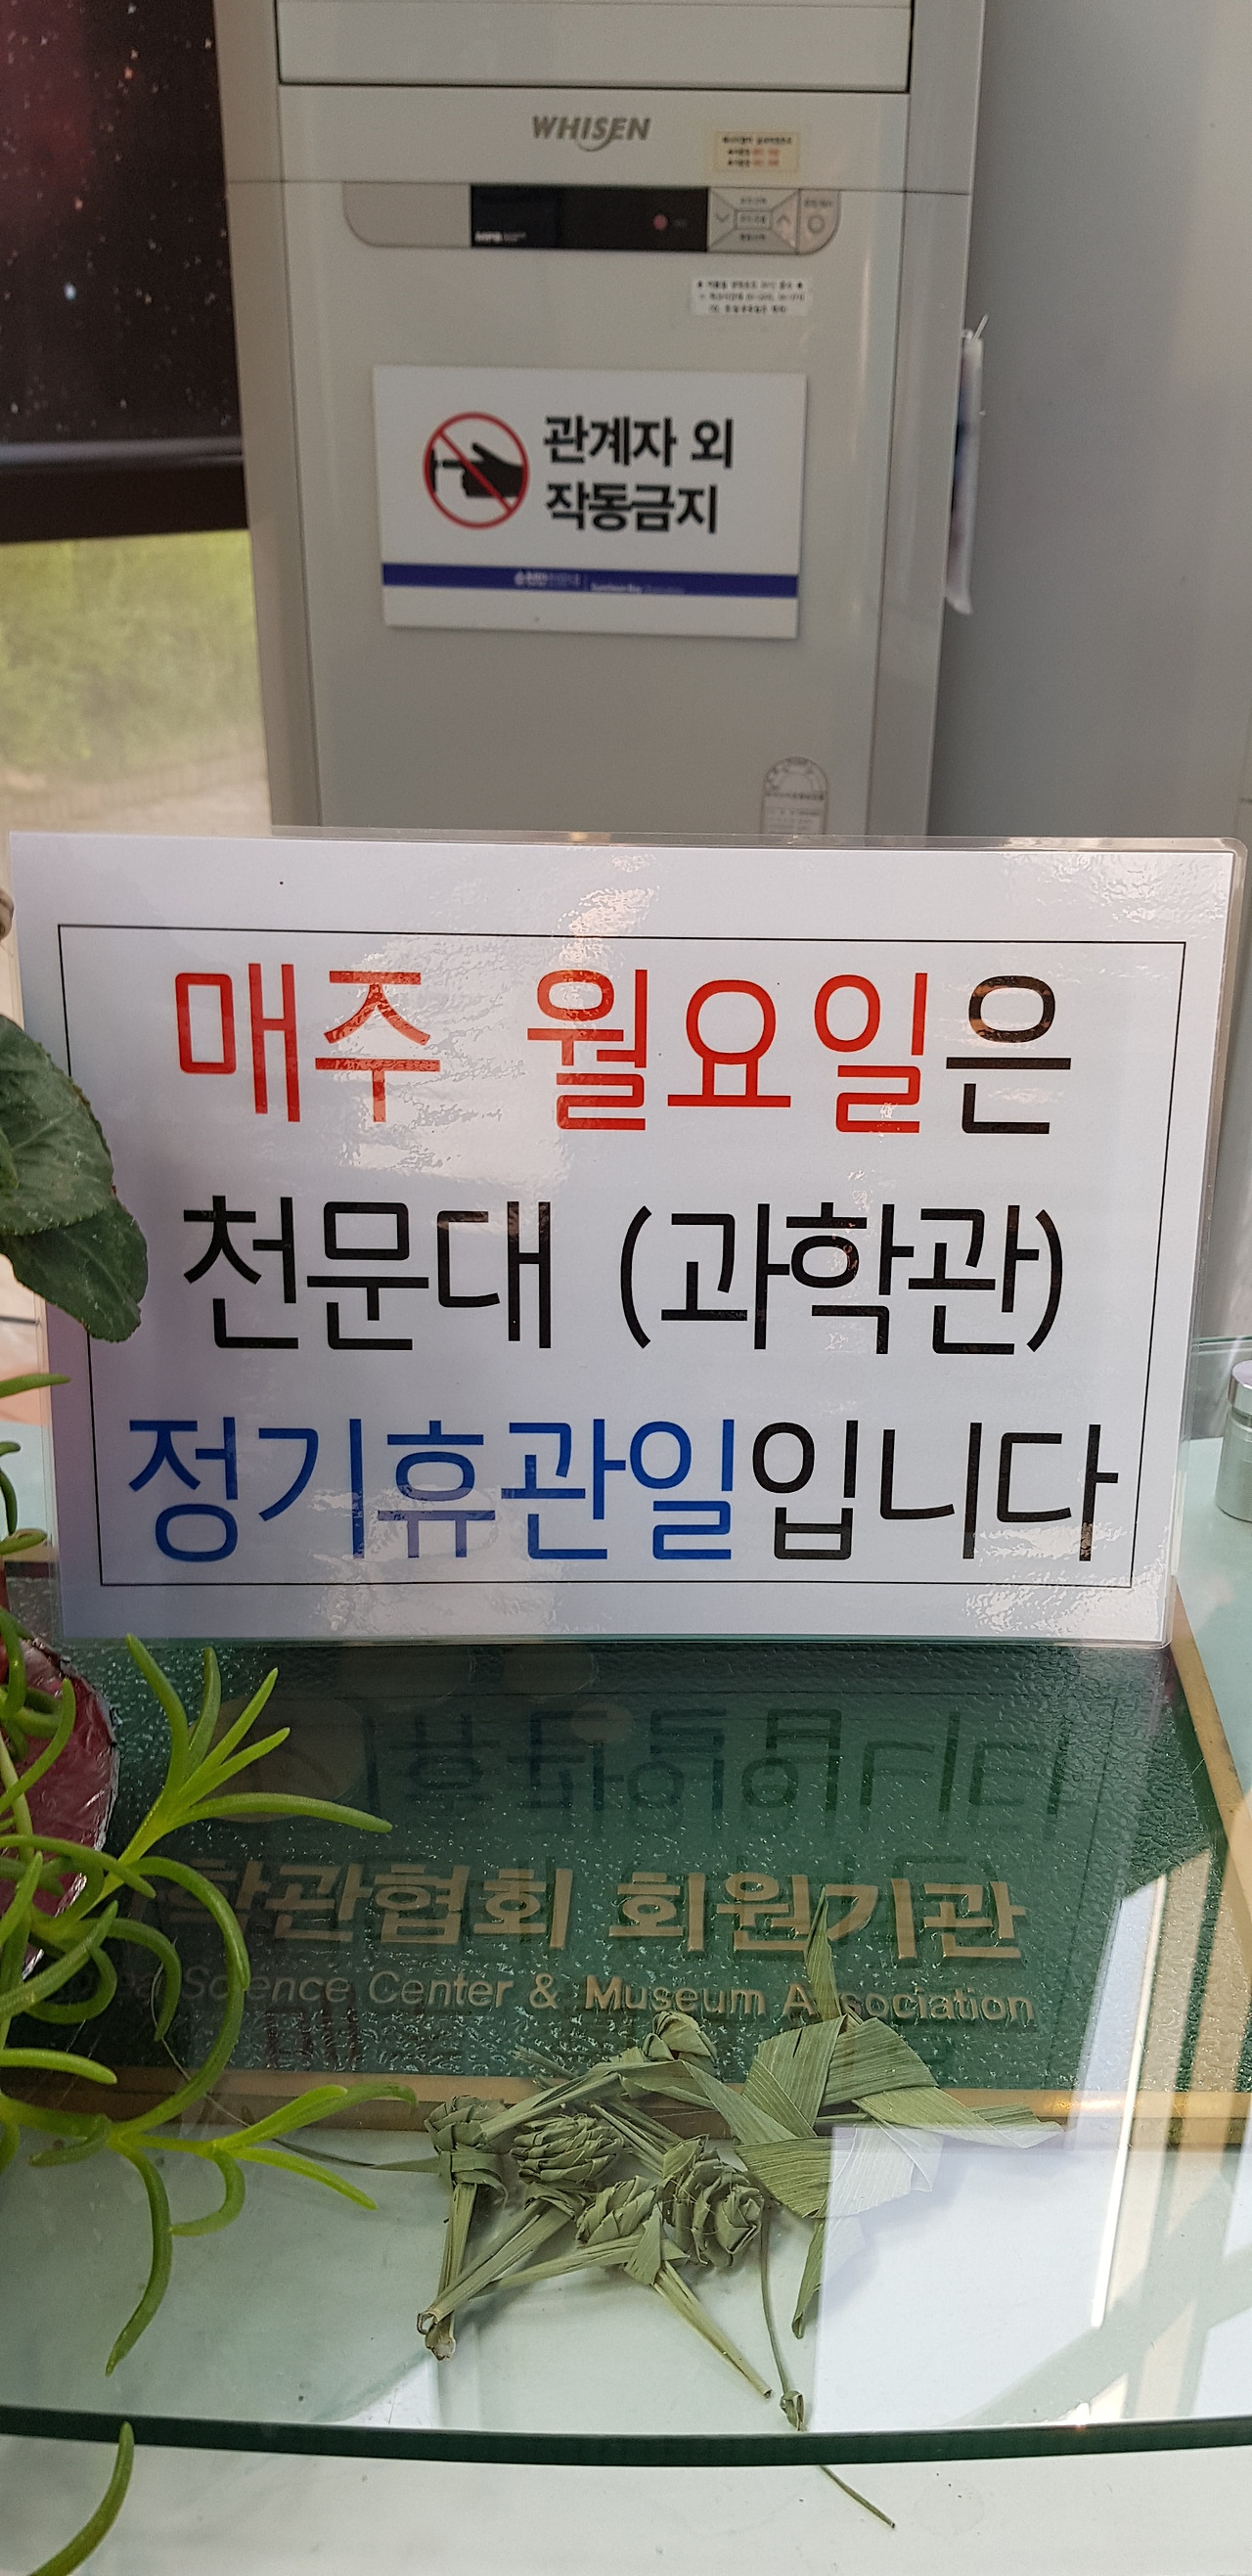 WHISEN
관계자 외
작동금지
매주 월요일은
천문대 (과학관)
정기휴관일입니다
학관협회 회원기관
Science Center & Museum Association